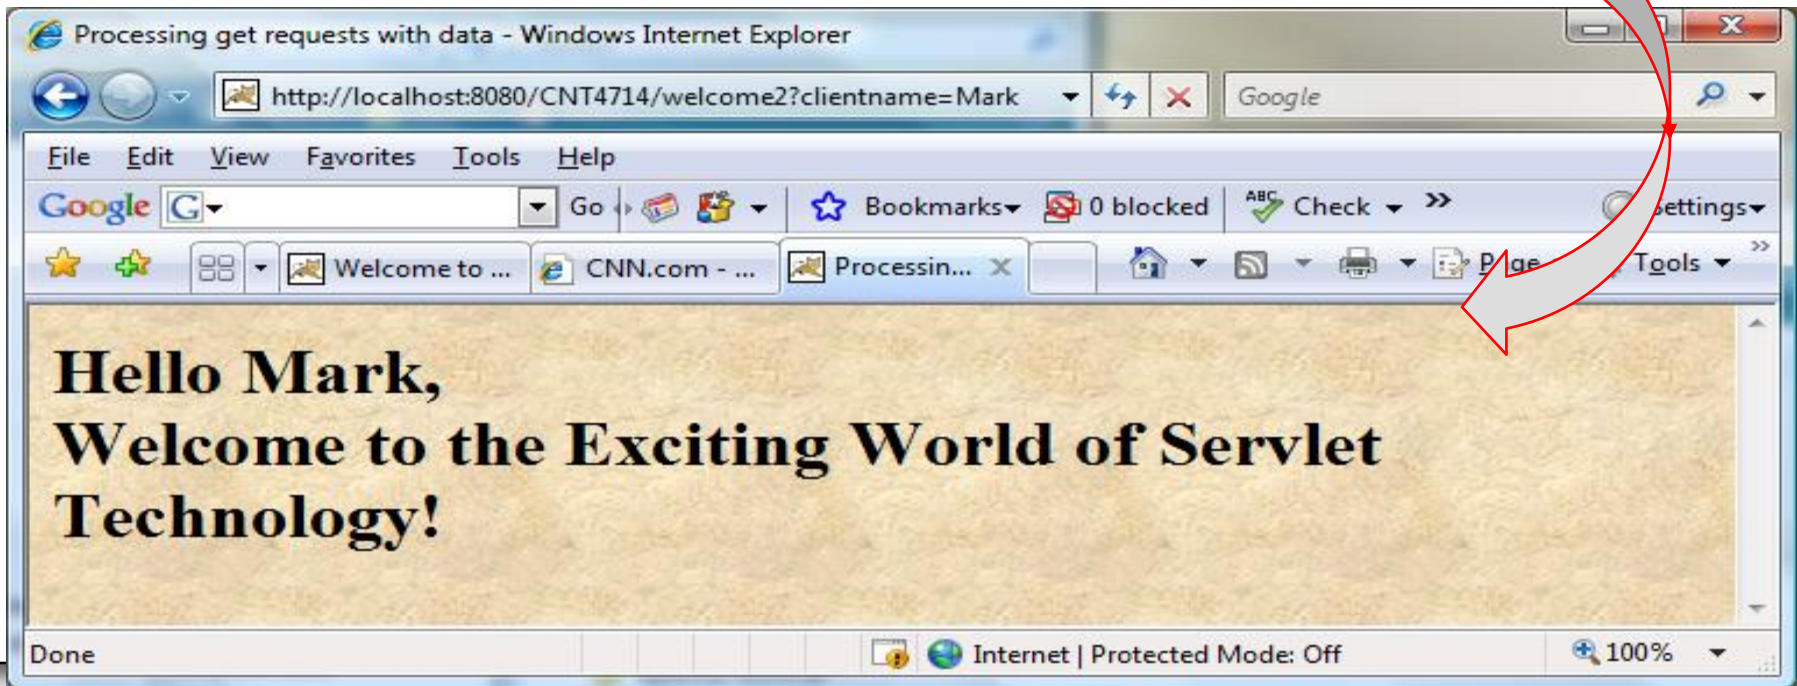 Processing get requests with data - Windows Internet Explorer
http://localhost:8080/CNT4714/welcome2?clientname=Mark
Google
File Edit View Favorites Tools Help
Google G Go Bookmarks 0 blocked ABC Check » Settings
Welcome to ... CNN.com - ... Processin... Page Tools »
Hello Mark,
Welcome to the Exciting World of Servlet
Technology!
Done Internet | Protected Mode: Off 100%